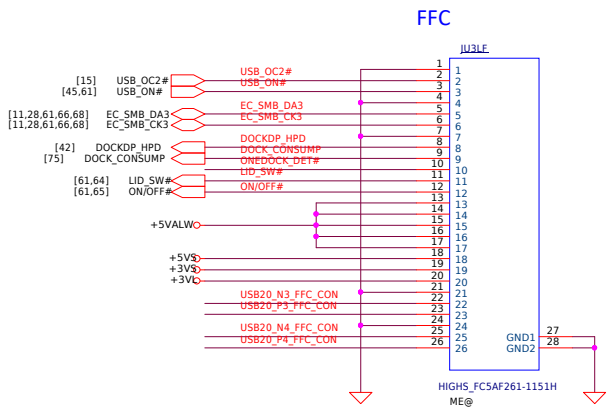 FFC
JU3LF
1 1
[15] USB_OC2# USB_OC2# 2 2
[45,61] USB_ON# USB_ON# 3 3
4 4
[11,28,61,66,68] EC_SMB_DA3 EC_SMB_DA3 5 5
[11,28,61,66,68] EC_SMB_CK3 EC_SMB_CK3 6 6
7 7
[42] DOCKDP_HPD DOCKDP_HPD 8 8
[75] DOCK_CONSUMP DOCK_CONSUMP 9 9
ONEDOCK_DET# 10 10
[61,64] LID_SW# LID_SW# 11 11
[61,65] ON/OFF# ON/OFF# 12 12
13 13
14 14
+5VALW 15 15
16 16
17 17
+5VS 18 18
+3VS 19 19
+3VL 20 20
21 21
USB20_N3_FFC_CON 22 22
USB20_P3_FFC_CON 23 23
24 24
USB20_N4_FFC_CON 25 25 GND1 27
USB20_P4_FFC_CON 26 26 GND2 28
HIGHS_FC5AF261-1151H
ME@